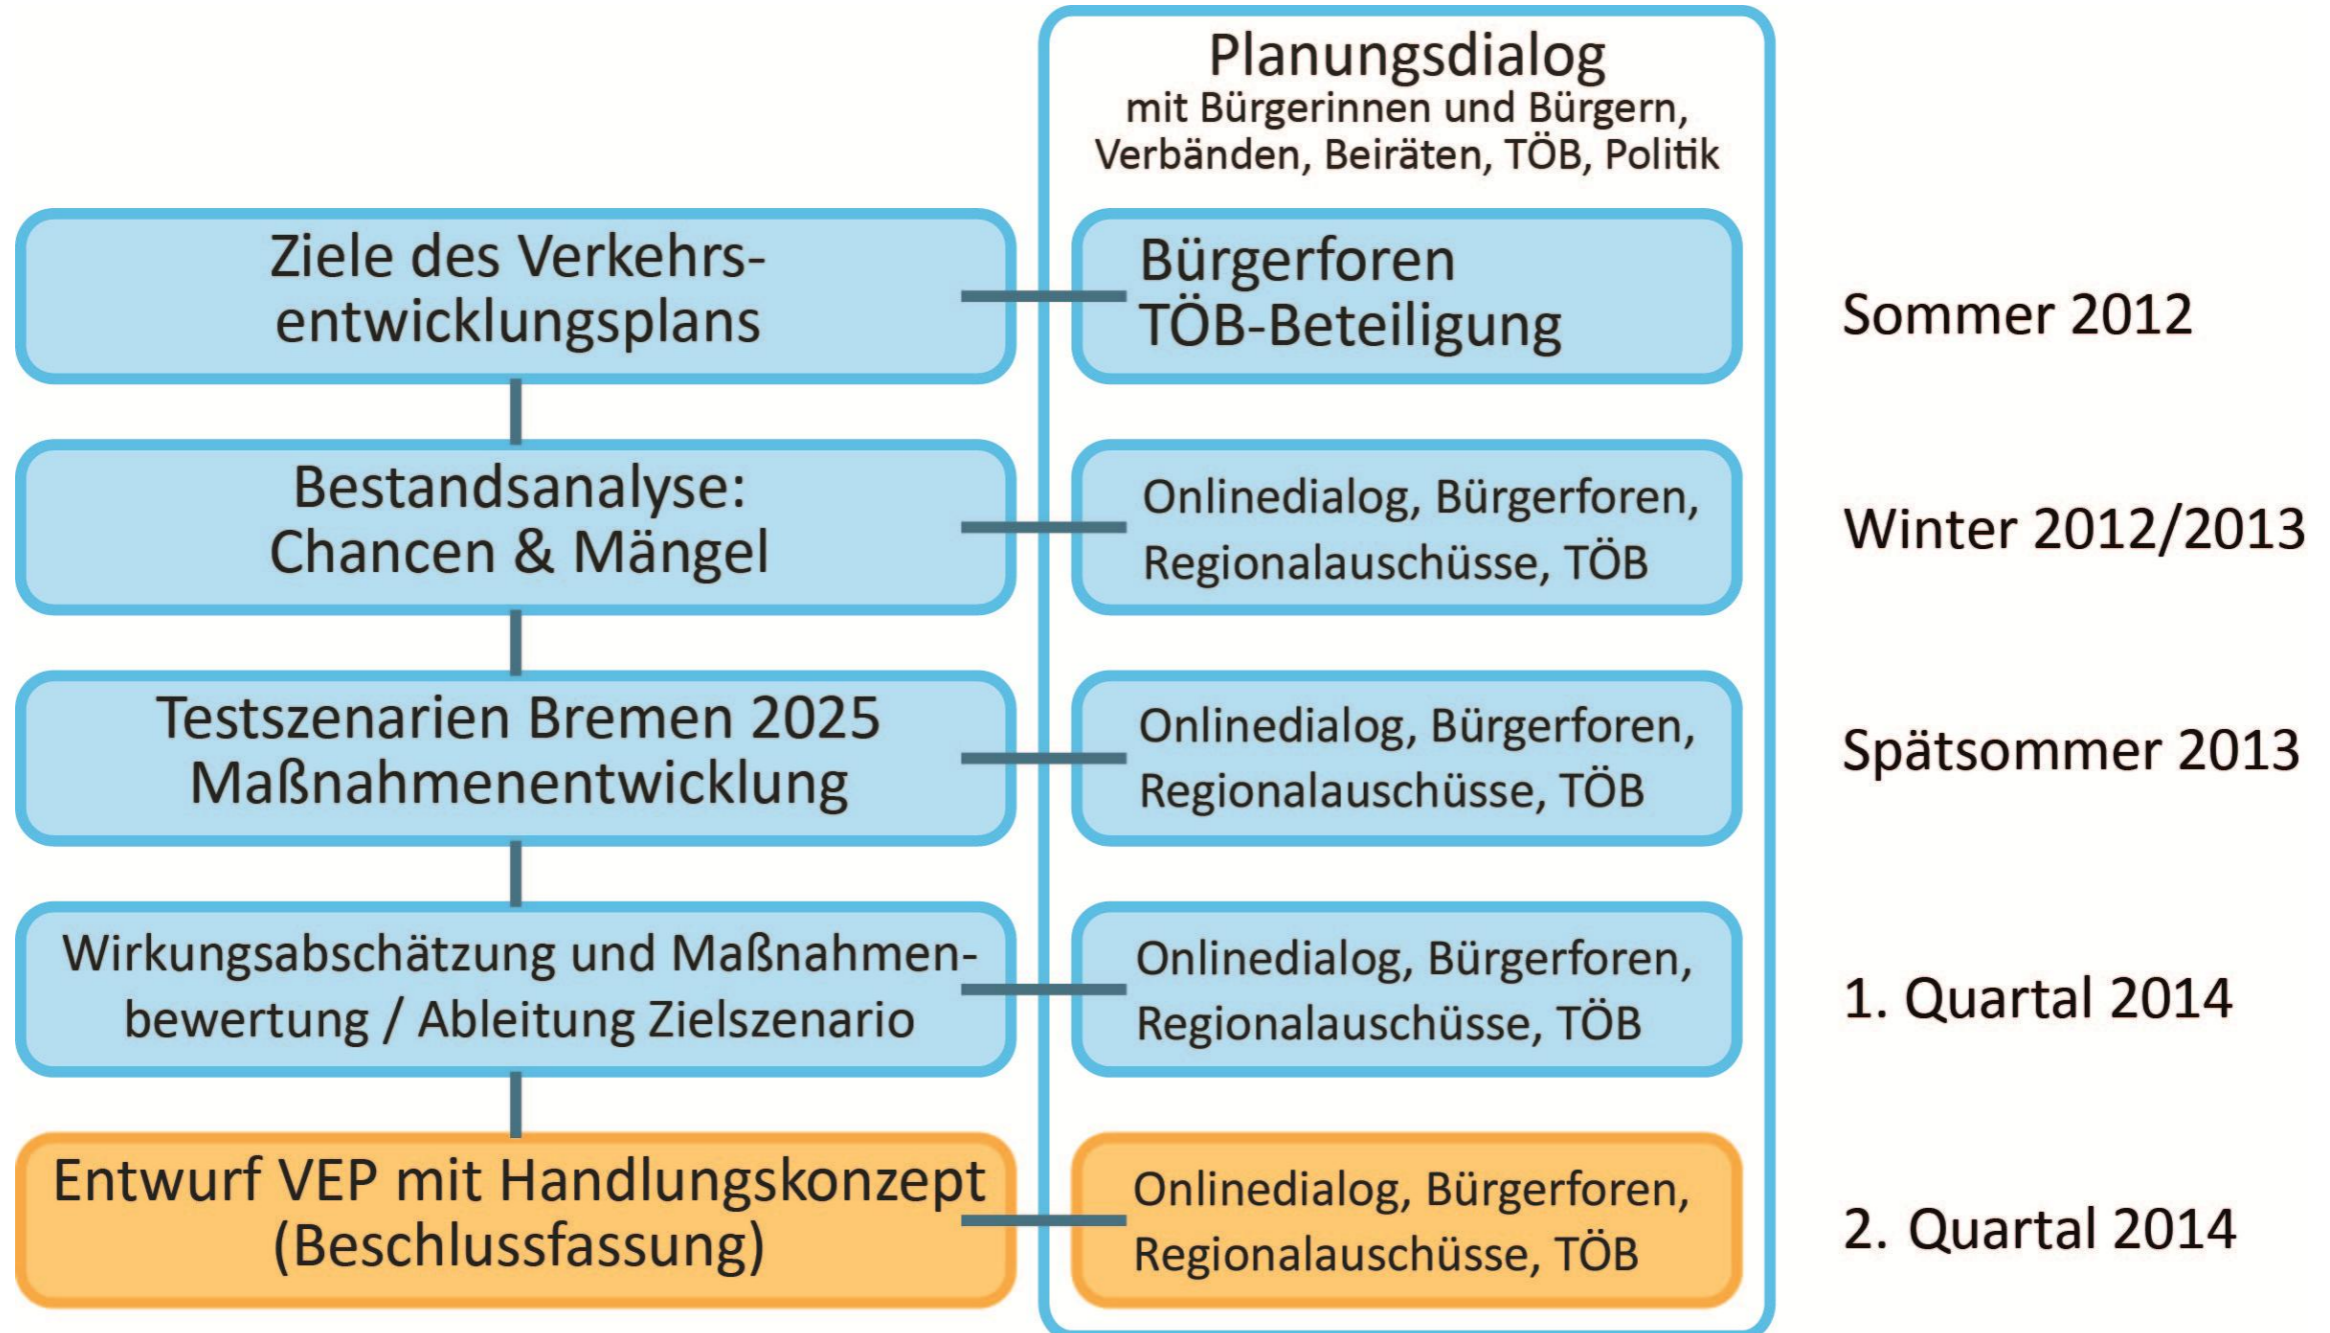 Planungsdialog
mit Bürgerinnen und Bürgern,
Verbänden, Beiräten, TÖB, Politik
Ziele des Verkehrs-
entwicklungsplans
Bürgerforen
TÖB-Beteiligung
Sommer 2012
Bestandsanalyse:
Chancen & Mängel
Onlinedialog, Bürgerforen,
Regionalauschüsse, TÖB
Winter 2012/2013
Testszenarien Bremen 2025
Maßnahmenentwicklung
Onlinedialog, Bürgerforen,
Regionalauschüsse, TÖB
Spätsommer 2013
Wirkungsabschätzung und Maßnahmen-
bewertung / Ableitung Zielszenario
Onlinedialog, Bürgerforen,
Regionalauschüsse, TÖB
1. Quartal 2014
Entwurf VEP mit Handlungskonzept
(Beschlussfassung)
Onlinedialog, Bürgerforen,
Regionalauschüsse, TÖB
2. Quartal 2014